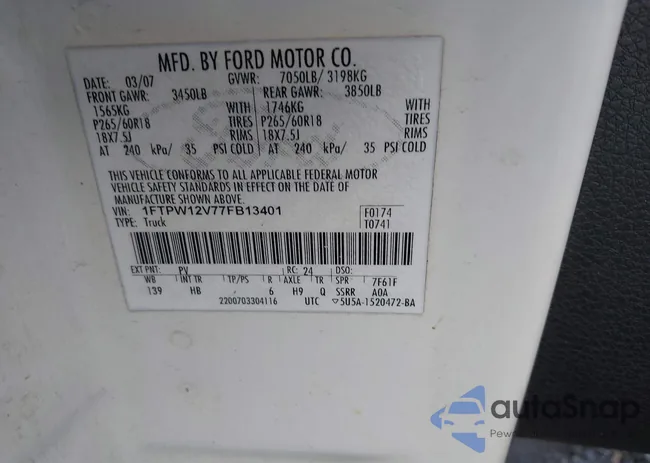 MFD. BY FORD MOTOR CO.
DATE: 03/07 GVWR: 7050LB/ 3198KG
FRONT GAWR: 3450LB REAR GAWR: 3850LB
1565KG WITH 1746KG WITH
P265/60R18 TIRES P265/60R18 TIRES
18X7.5J RIMS 18X7.5J RIMS
AT 240 kPa/ 35 PSI COLD AT 240 kPa/ 35 PSI COLD
THIS VEHICLE CONFORMS TO ALL APPLICABLE FEDERAL MOTOR
VEHICLE SAFETY STANDARDS IN EFFECT ON THE DATE OF
MANUFACTURE SHOWN ABOVE.
VIN: 1FTPW12V77FB13401 F0174
TYPE: Truck T0741
EXT PNT: PV RC: 24 DSO:
WB INT TR TP/PS R AXLE TR SPR 7F61F
139 HB - 6 H9 Q SSRR A0A
2200703304116 UTC ▽5U5A-1520472-BA
autoSnap